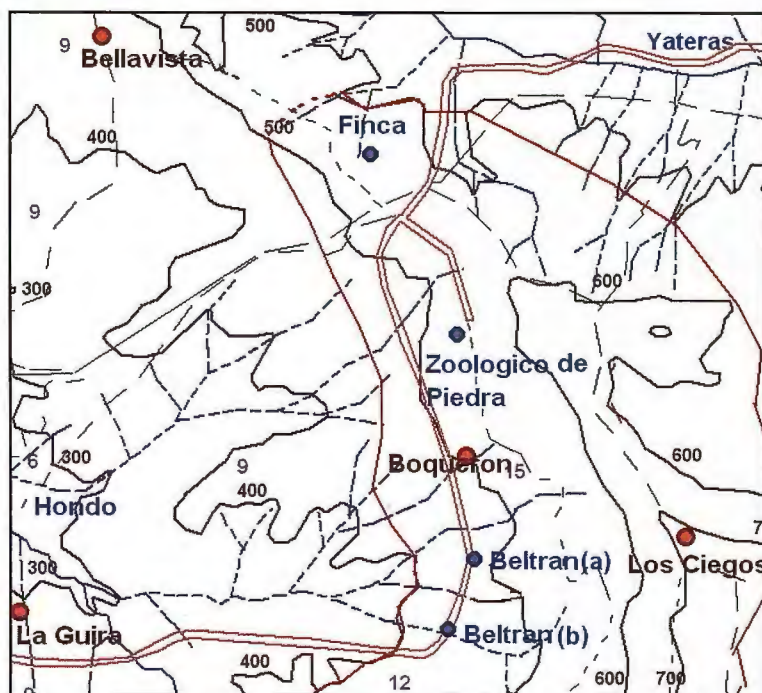 500
Yateras
9
Bellavista
400
500
Finca
9
300
600
Zoologico de
Piedra
600
9
Boqueron
15
6
300
400
Hondo
7
Beltran(a)
Los Ciegos
300
La Guira
Beltran (b)
400
12
600
700